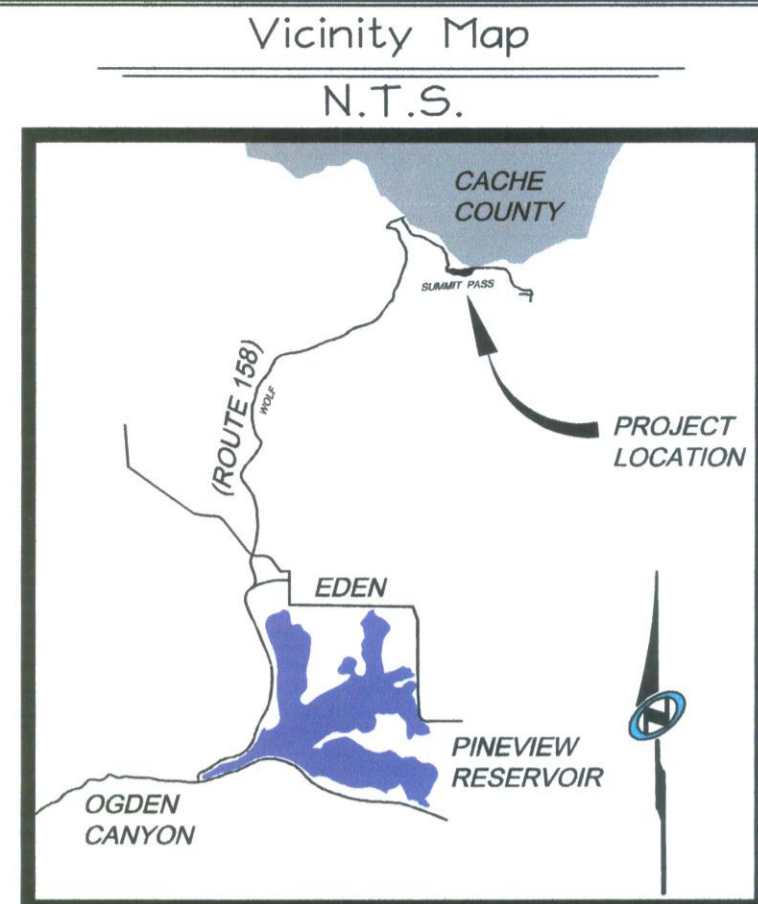 Vicinity Map
N.T.S.
CACHE
COUNTY
SUMMIT PASS
(ROUTE 158)
WOLF
PROJECT
LOCATION
EDEN
N
PINEVIEW
RESERVOIR
OGDEN
CANYON